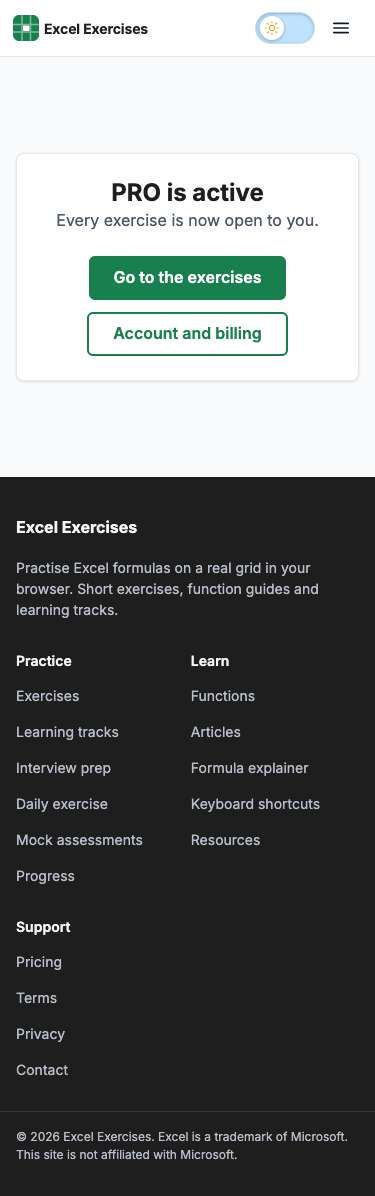 Excel Exercises
PRO is active
Every exercise is now open to you.
Go to the exercises
Account and billing
Excel Exercises
Practise Excel formulas on a real grid in your
browser. Short exercises, function guides and
learning tracks.
Practice
Exercises
Learning tracks
Interview prep
Daily exercise
Mock assessments
Progress
Learn
Functions
Articles
Formula explainer
Keyboard shortcuts
Resources
Support
Pricing
Terms
Privacy
Contact
© 2026 Excel Exercises. Excel is a trademark of Microsoft.
This site is not affiliated with Microsoft.